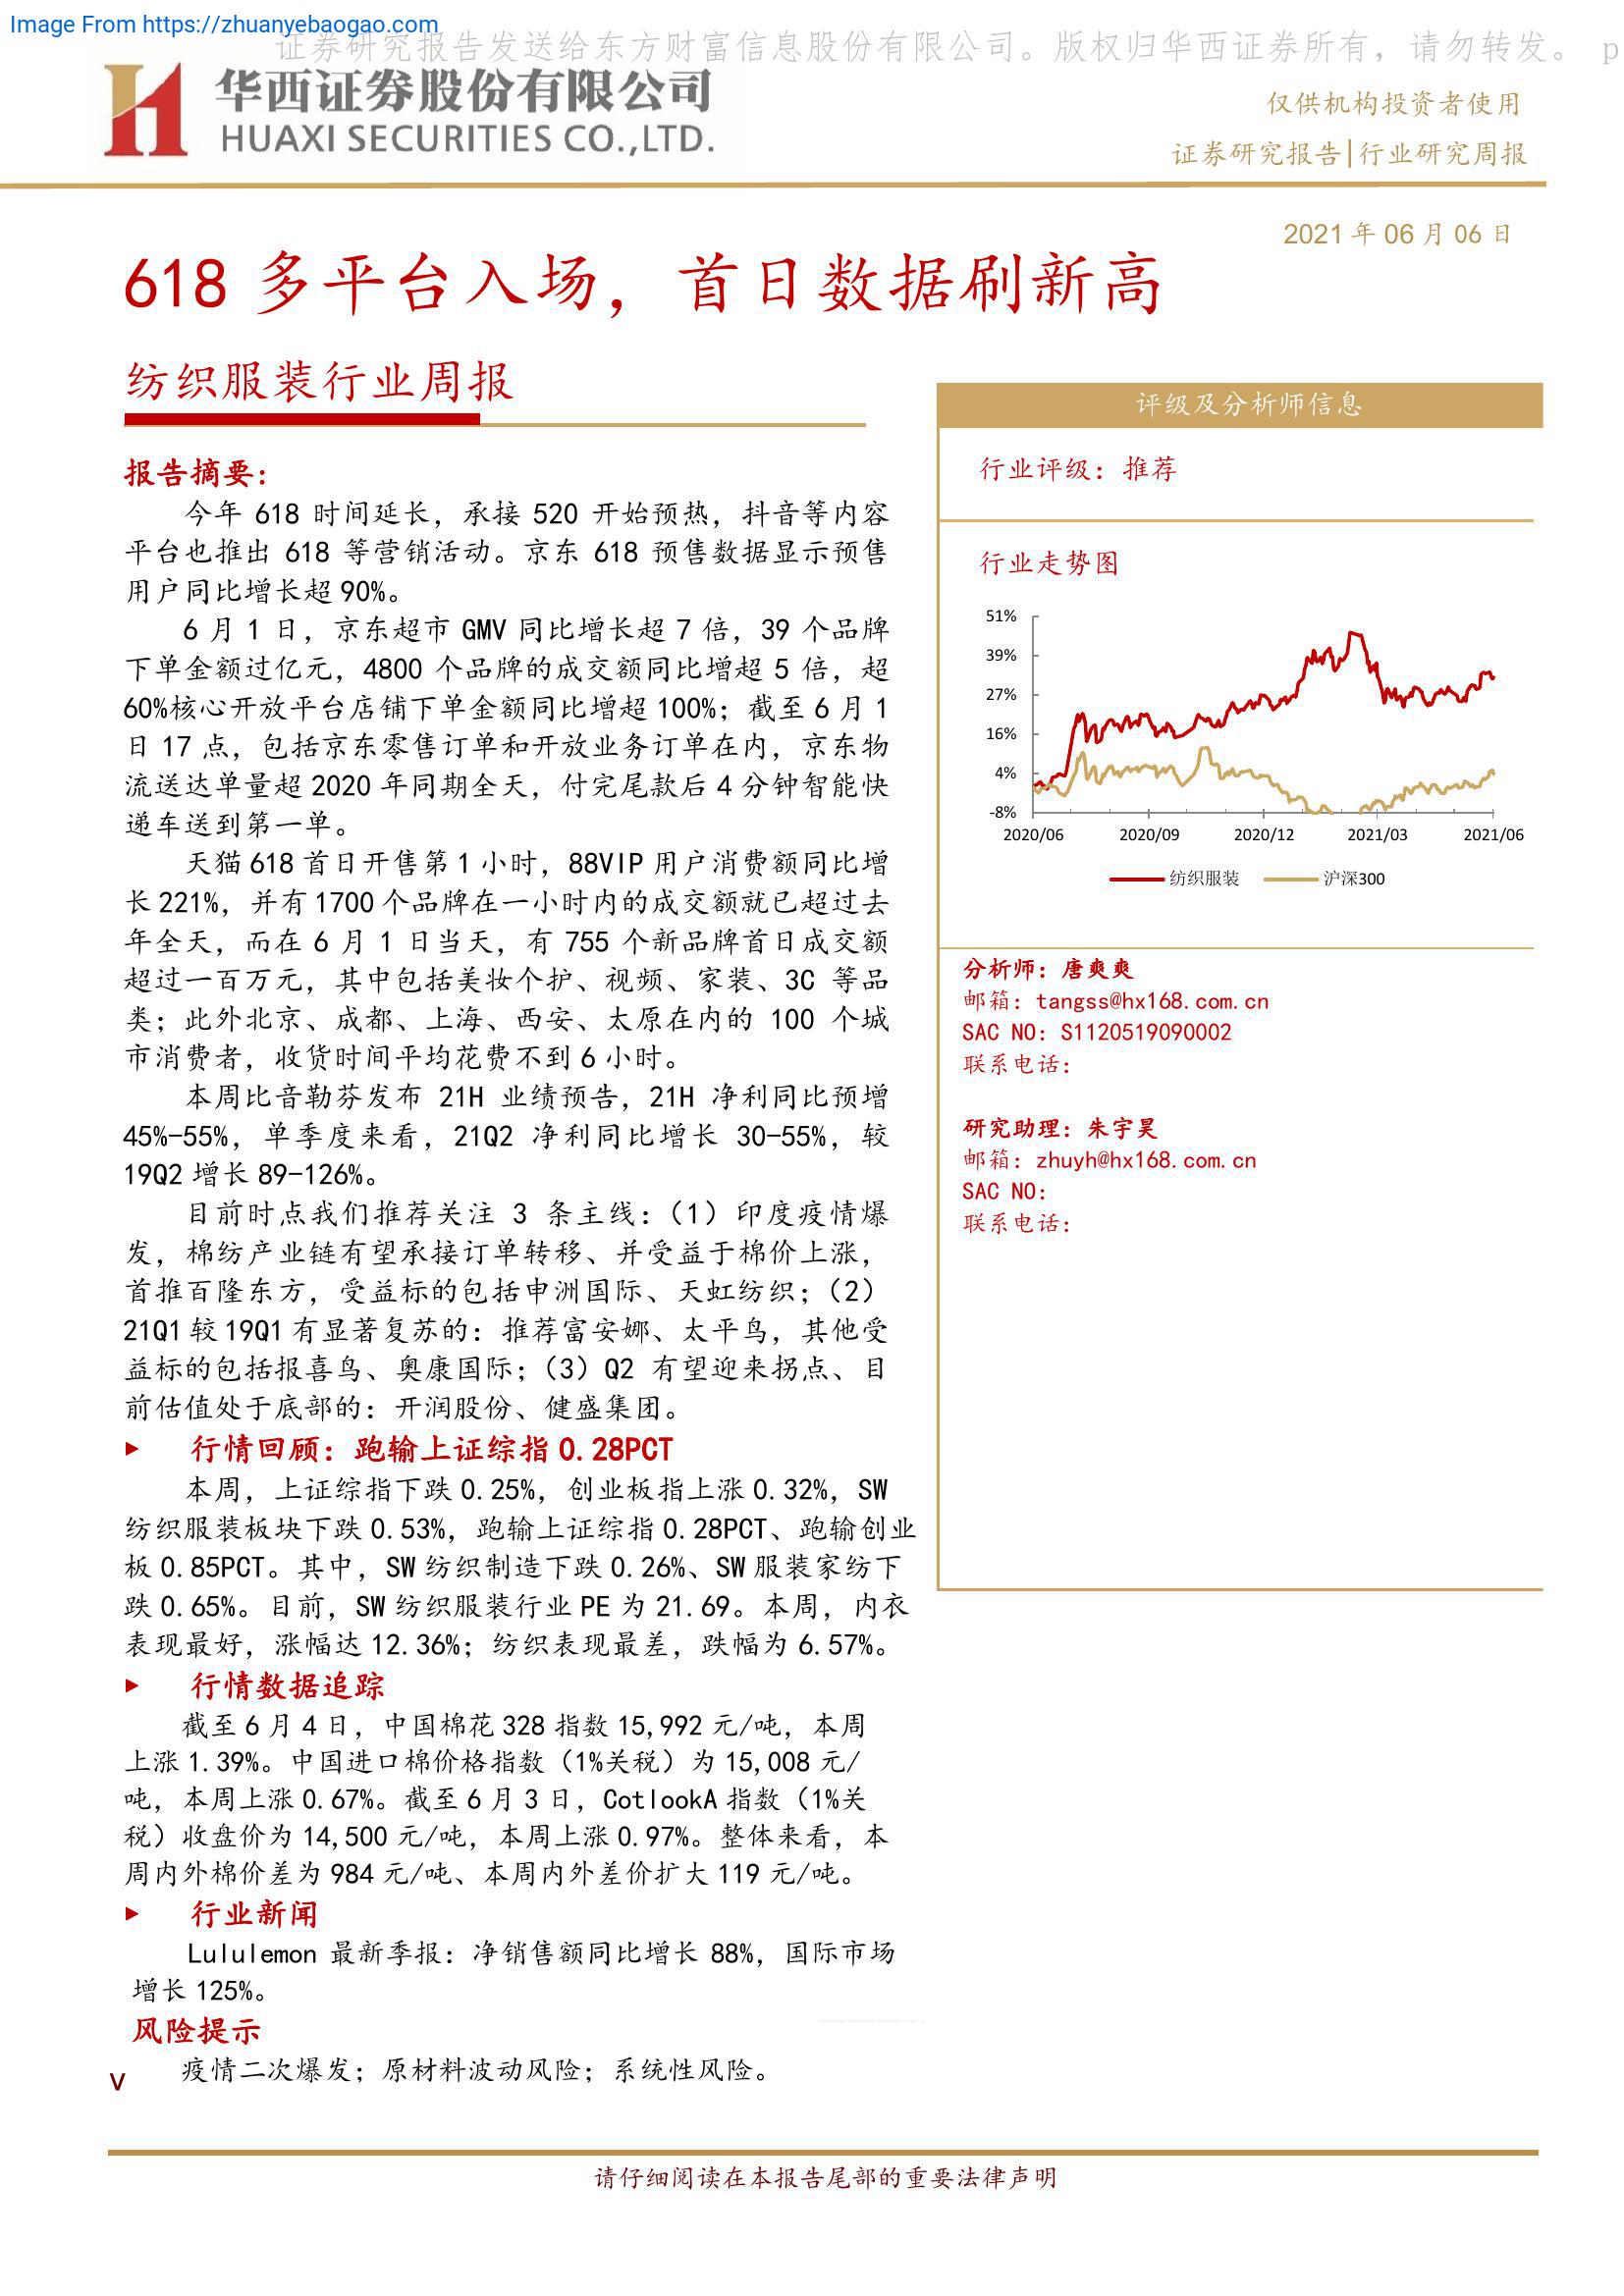 Image From https://zhuanyebaogao.com
证券研究报告发送给东方财富信息股份有限公司。版权归华西证券所有，请勿转发。 p
华西证券股份有限公司
HUAXI SECURITIES CO.,LTD.
仅供机构投资者使用
证券研究报告|行业研究周报
2021 年 06 月 06 日
618 多平台入场，首日数据刷新高
纺织服装行业周报
报告摘要：
今年 618 时间延长，承接 520 开始预热，抖音等内容
平台也推出 618 等营销活动。京东 618 预售数据显示预售
用户同比增长超 90%。
6 月 1 日，京东超市 GMV 同比增长超 7 倍，39 个品牌
下单金额过亿元，4800 个品牌的成交额同比增超 5 倍，超
60%核心开放平台店铺下单金额同比增超 100%；截至 6 月 1
日 17 点，包括京东零售订单和开放业务订单在内，京东物
流送达单量超 2020 年同期全天，付完尾款后 4 分钟智能快
递车送到第一单。
天猫 618 首日开售第 1 小时，88VIP 用户消费额同比增
长 221%，并有 1700 个品牌在一小时内的成交额就已超过去
年全天，而在 6 月 1 日当天，有 755 个新品牌首日成交额
超过一百万元，其中包括美妆个护、视频、家装、3C 等品
类；此外北京、成都、上海、西安、太原在内的 100 个城
市消费者，收货时间平均花费不到 6 小时。
本周比音勒芬发布 21H 业绩预告，21H 净利同比预增
45%-55%，单季度来看，21Q2 净利同比增长 30-55%，较
19Q2 增长 89-126%。
目前时点我们推荐关注 3 条主线：（1）印度疫情爆
发，棉纺产业链有望承接订单转移、并受益于棉价上涨，
首推百隆东方，受益标的包括申洲国际、天虹纺织；（2）
21Q1 较 19Q1 有显著复苏的：推荐富安娜、太平鸟，其他受
益标的包括报喜鸟、奥康国际；（3）Q2 有望迎来拐点、目
前估值处于底部的：开润股份、健盛集团。
▸ 行情回顾：跑输上证综指 0.28PCT
本周，上证综指下跌 0.25%，创业板指上涨 0.32%，SW
纺织服装板块下跌 0.53%，跑输上证综指 0.28PCT、跑输创业
板 0.85PCT。其中，SW 纺织制造下跌 0.26%、SW 服装家纺下
跌 0.65%。目前，SW 纺织服装行业 PE 为 21.69。本周，内衣
表现最好，涨幅达 12.36%；纺织表现最差，跌幅为 6.57%。
▸ 行情数据追踪
截至 6 月 4 日，中国棉花 328 指数 15,992 元/吨，本周
上涨 1.39%。中国进口棉价格指数（1%关税）为 15,008 元/
吨，本周上涨 0.67%。截至 6 月 3 日，CotlookA 指数（1%关
税）收盘价为 14,500 元/吨，本周上涨 0.97%。整体来看，本
周内外棉价差为 984 元/吨、本周内外差价扩大 119 元/吨。
▸ 行业新闻
Lululemon 最新季报：净销售额同比增长 88%，国际市场
增长 125%。
风险提示
疫情二次爆发；原材料波动风险；系统性风险。
V
评级及分析师信息
行业评级：推荐
行业走势图
51%
39%
27%
16%
4%
-8%
2020/06 2020/09 2020/12 2021/03 2021/06
纺织服装 沪深300
分析师：唐爽爽
邮箱：tangss@hx168.com.cn
SAC NO：S1120519090002
联系电话：
研究助理：朱宇昊
邮箱：zhuyh@hx168.com.cn
SAC NO：
联系电话：
请仔细阅读在本报告尾部的重要法律声明